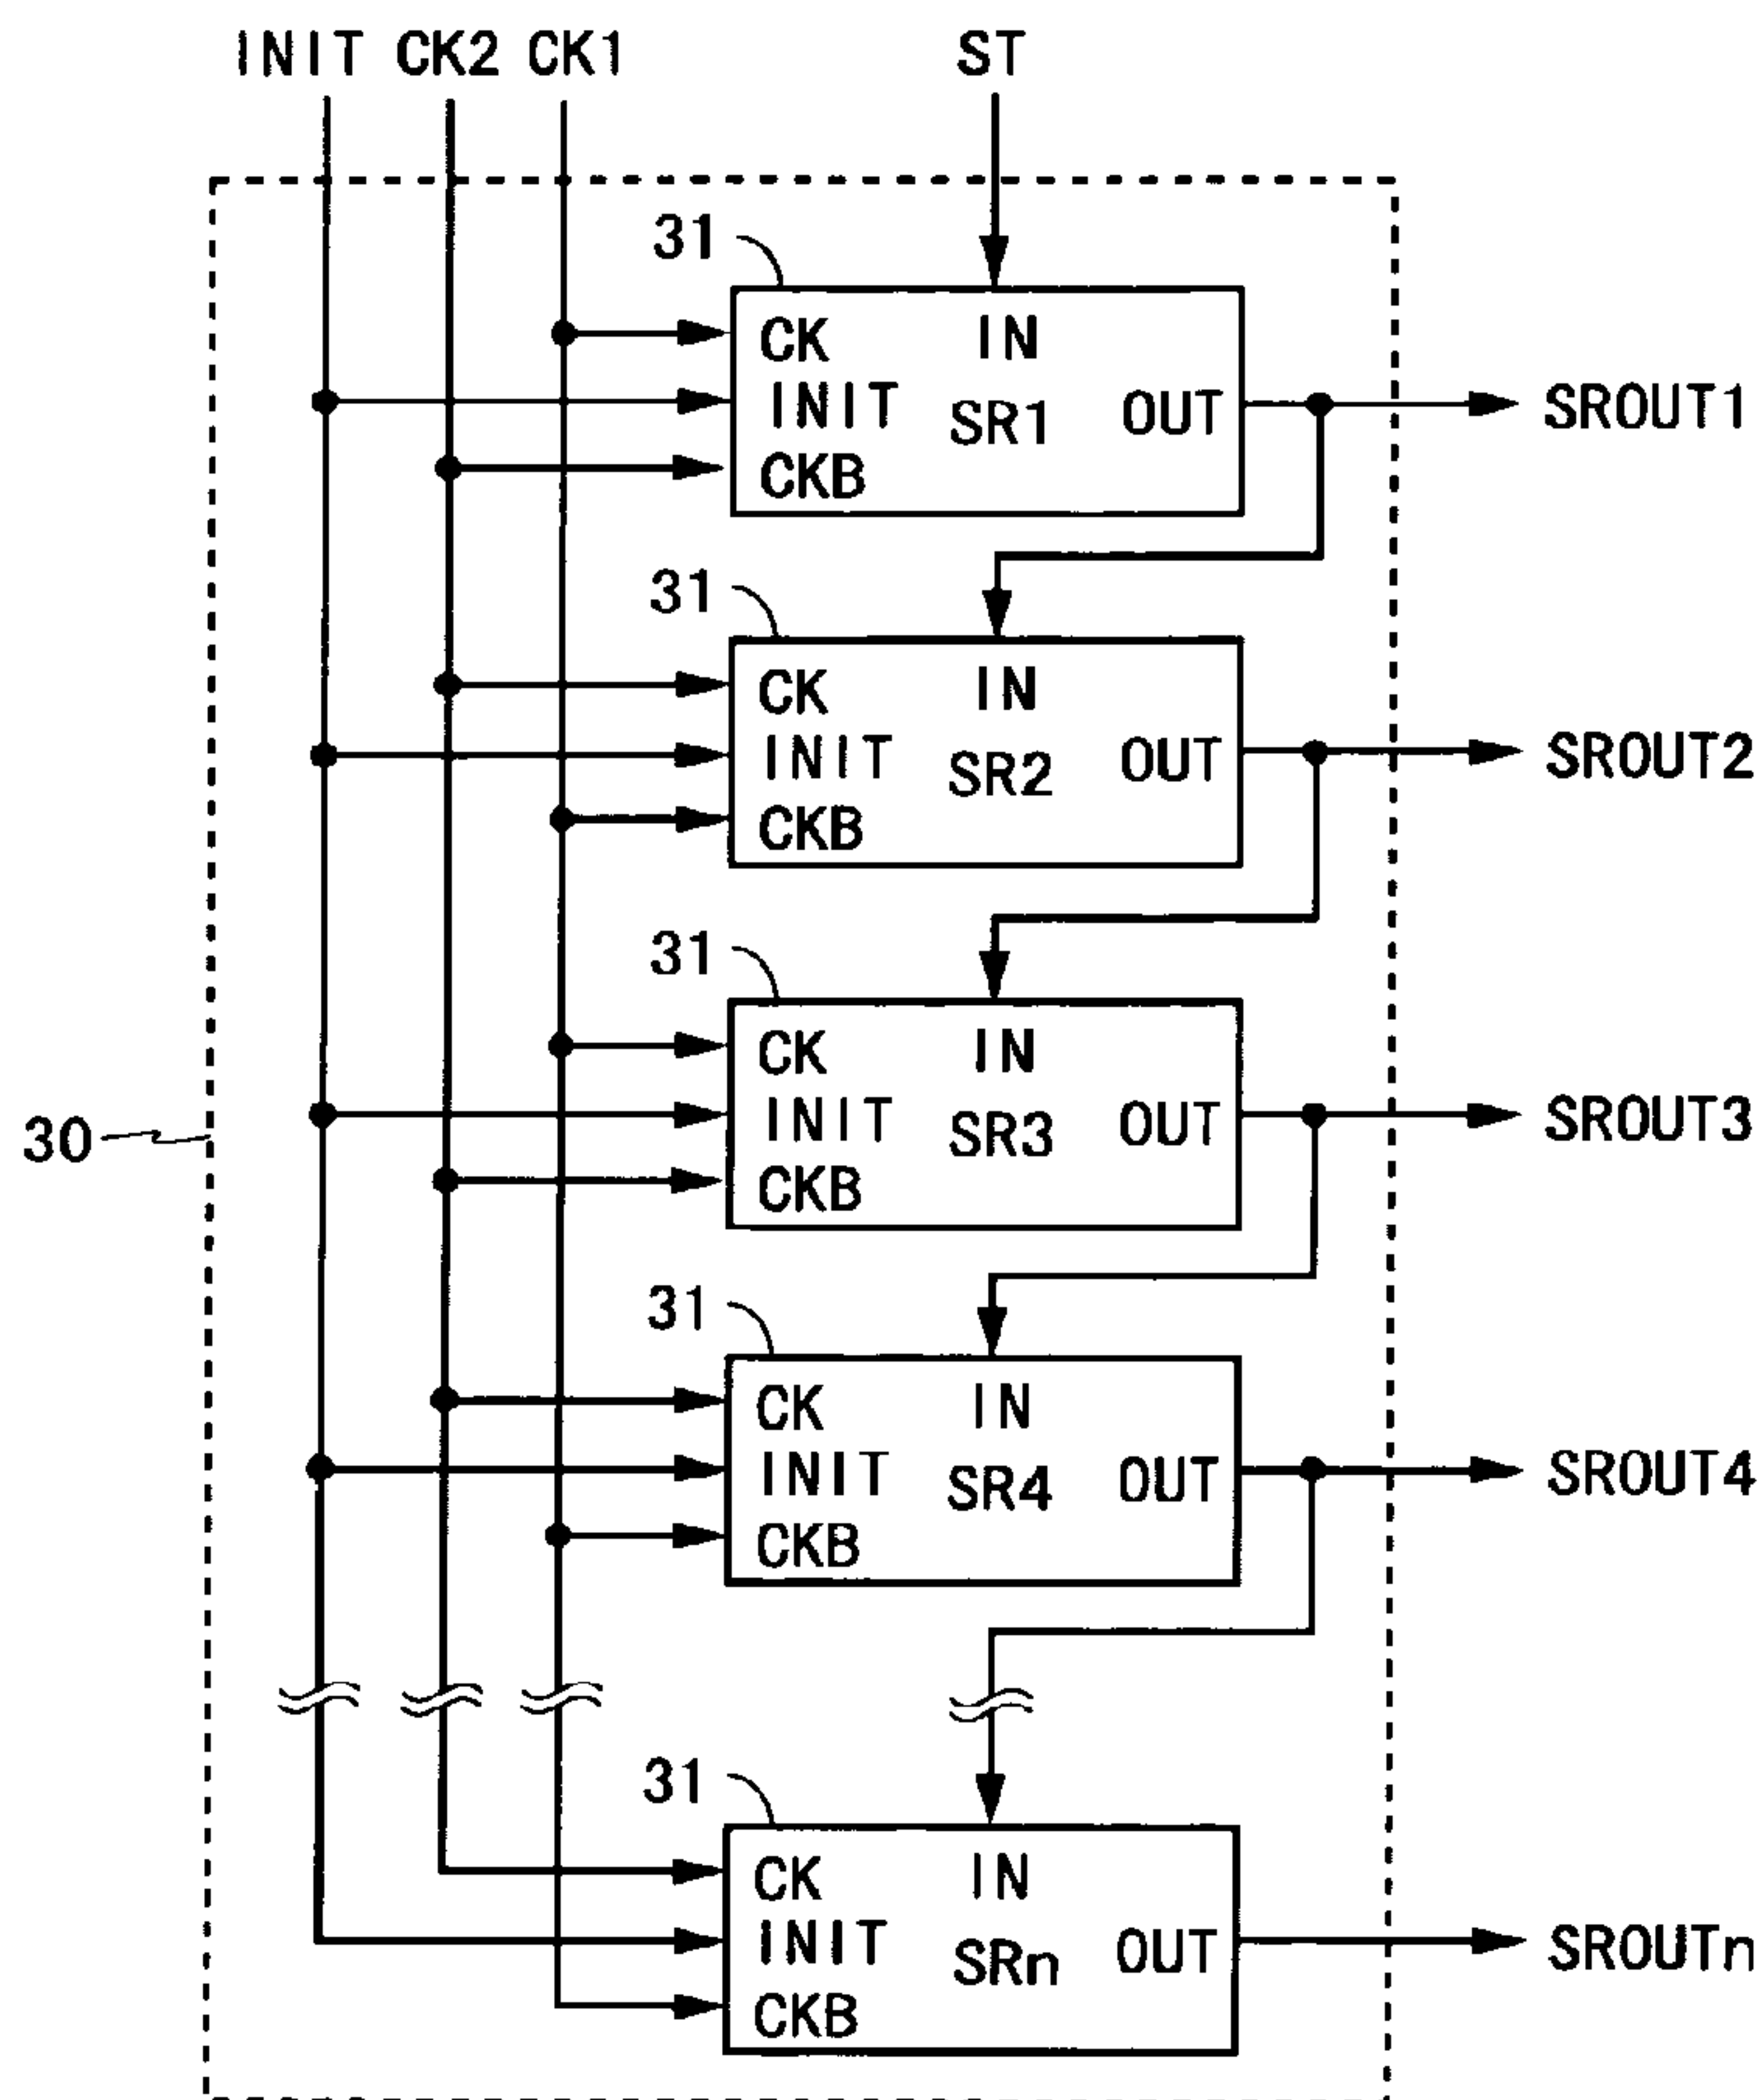 INIT CK2 CK1 ST
31
CK IN
INIT SR1 OUT SROUT1
CKB
31
CK IN
INIT SR2 OUT SROUT2
CKB
31
CK IN
30 INIT SR3 OUT SROUT3
CKB
31
CK IN
INIT SR4 OUT SROUT4
CKB
31
CK IN
INIT SRn OUT SROUTn
CKB